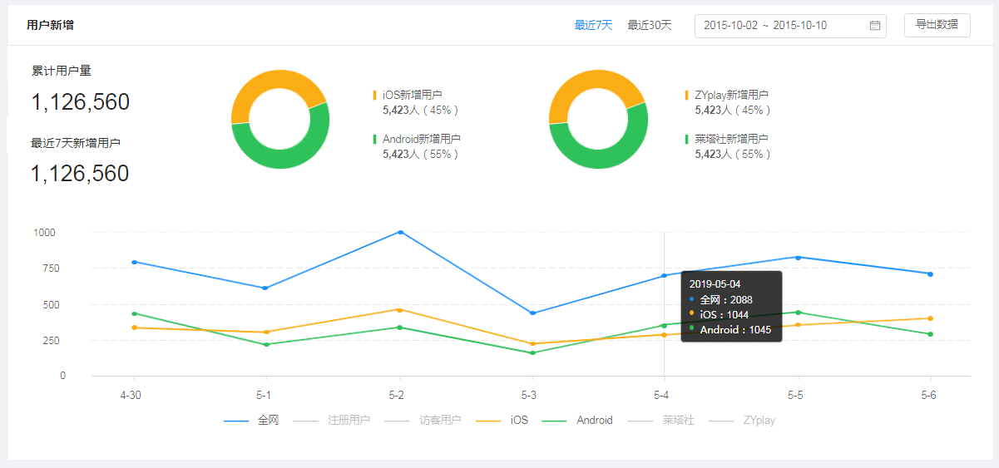 用户新增
最近7天 最近30天 2015-10-02 ~ 2015-10-10 导出数据
累计用户量
1,126,560
最近7天新增用户
1,126,560
iOS新增用户
5,423人（45%）
Android新增用户
5,423人（55%）
ZYplay新增用户
5,423人（45%）
莱塔社新增用户
5,423人（55%）
1000
750
500
250
0
2019-05-04
全网：2088
iOS：1044
Android：1045
4-30 5-1 5-2 5-3 5-4 5-5 5-6
全网 注册用户 访客用户 iOS Android 莱塔社 ZYplay